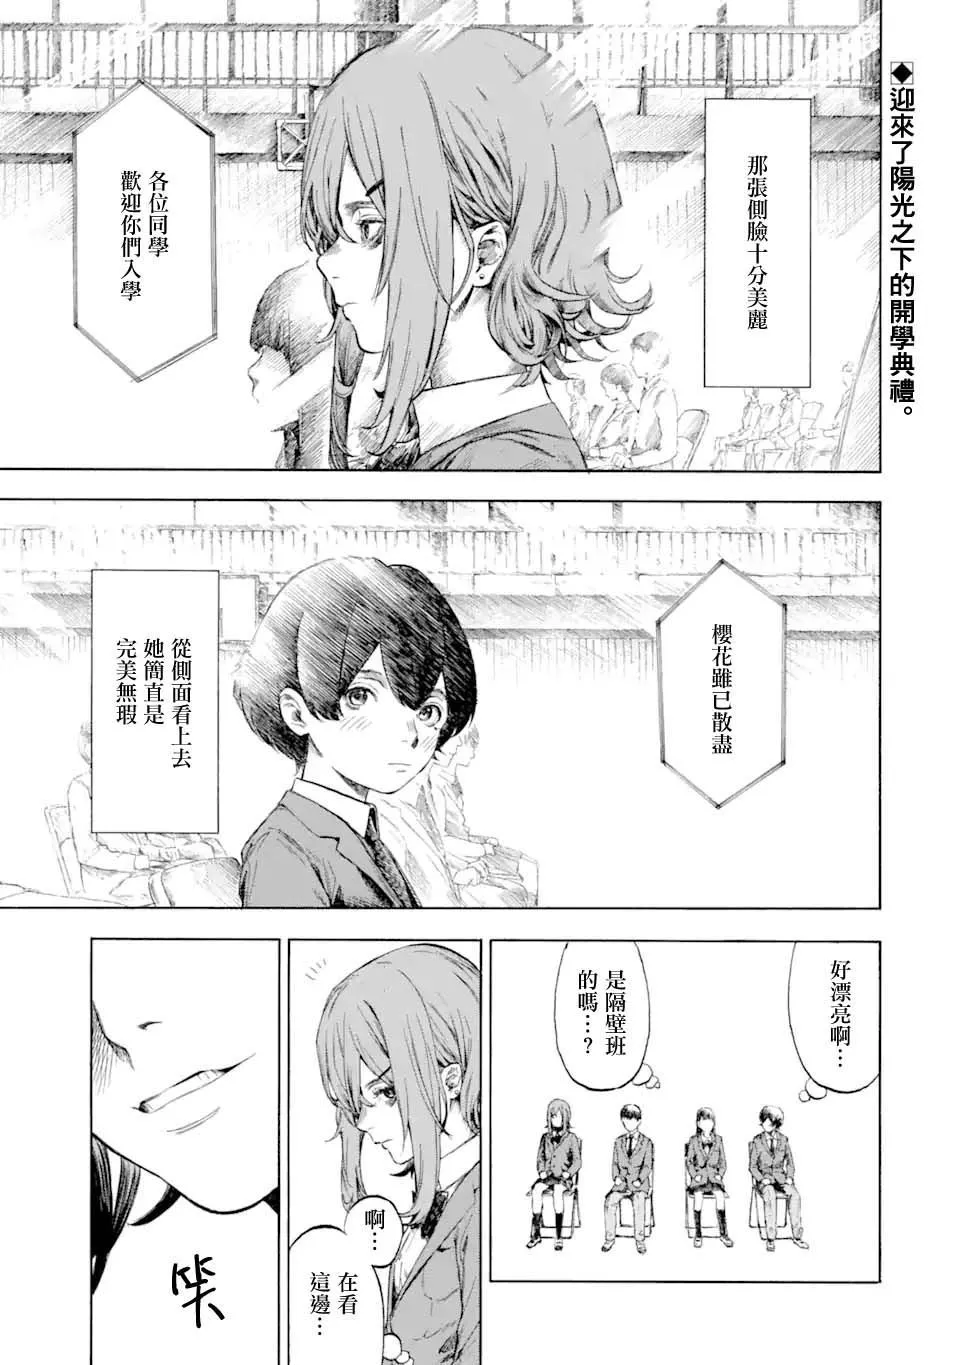 ◆迎來了陽光之下的開學典禮。
那張側臉十分美麗
各位同學
歡迎你們入學
櫻花雖已散盡
從側面看上去
她簡直是
完美無瑕
好漂亮啊…
是隔壁班
的嗎…？
啊…
在看
這邊…
笑